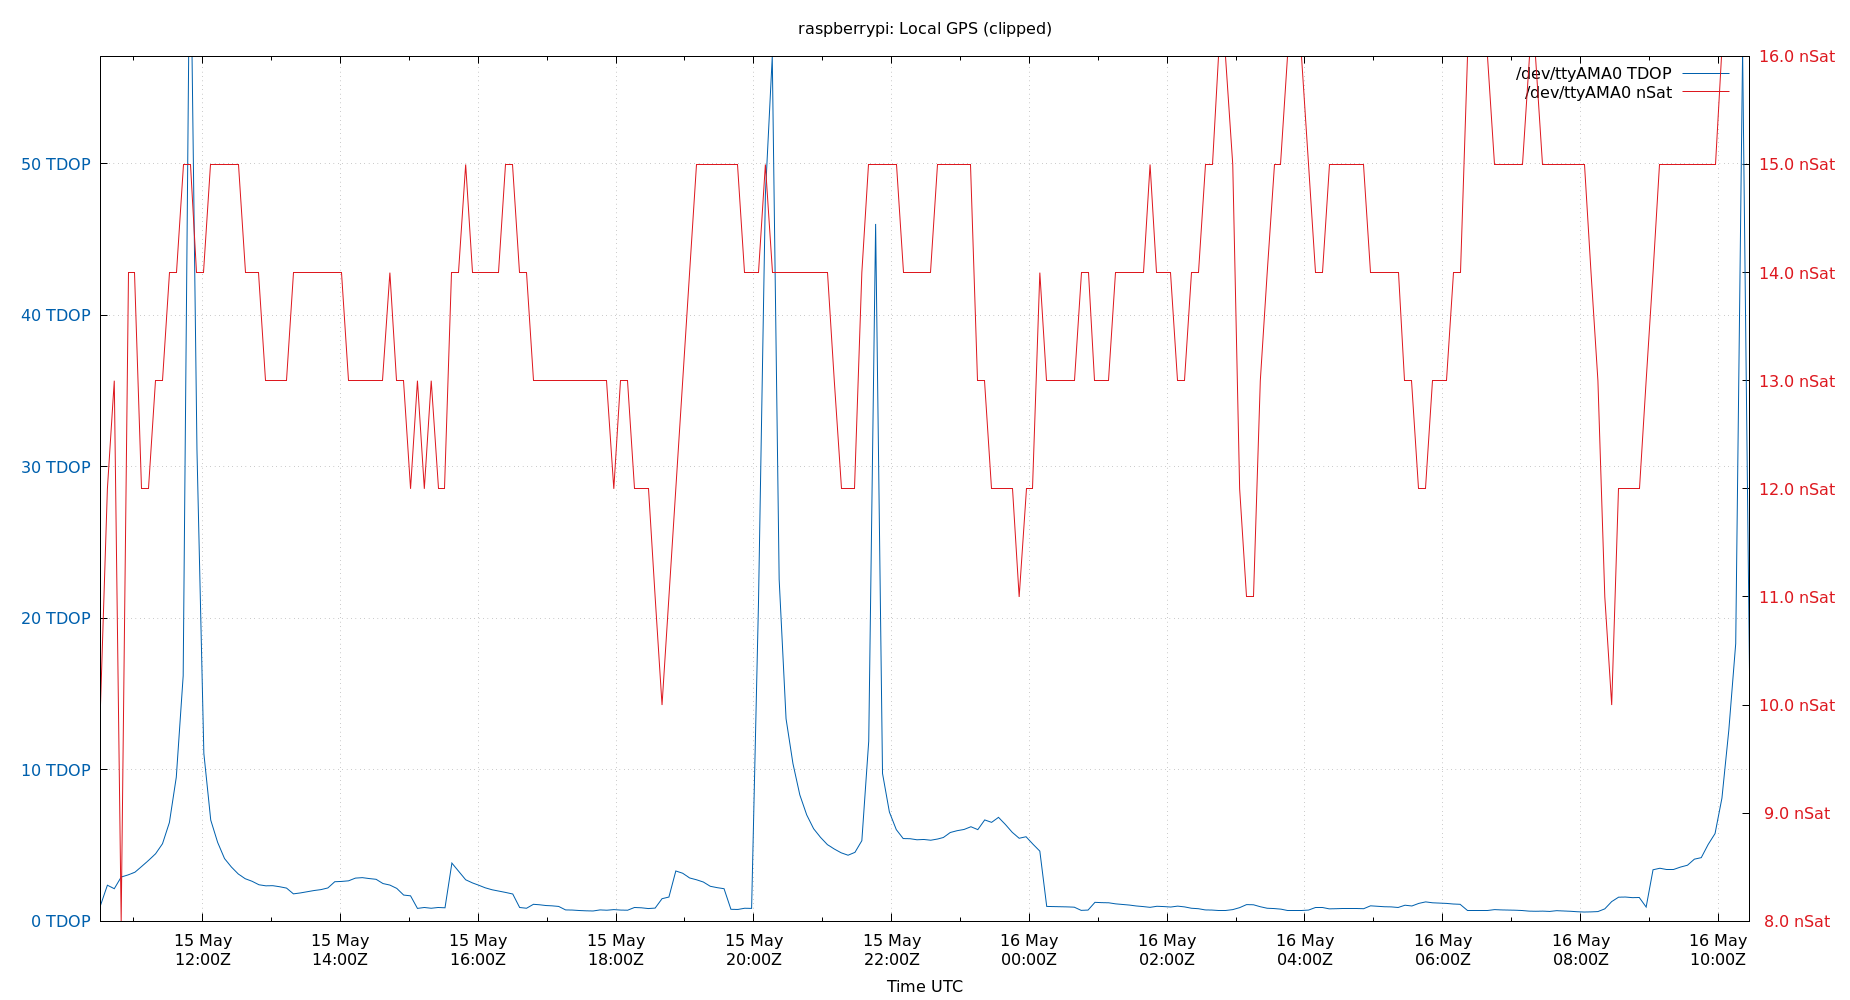 raspberrypi: Local GPS (clipped)
/dev/ttyAMA0 TDOP
/dev/ttyAMA0 nSat
50 TDOP
40 TDOP
30 TDOP
20 TDOP
10 TDOP
0 TDOP
16.0 nSat
15.0 nSat
14.0 nSat
13.0 nSat
12.0 nSat
11.0 nSat
10.0 nSat
9.0 nSat
8.0 nSat
15 May
12:00Z
15 May
14:00Z
15 May
16:00Z
15 May
18:00Z
15 May
20:00Z
15 May
22:00Z
16 May
00:00Z
16 May
02:00Z
16 May
04:00Z
16 May
06:00Z
16 May
08:00Z
16 May
10:00Z
Time UTC